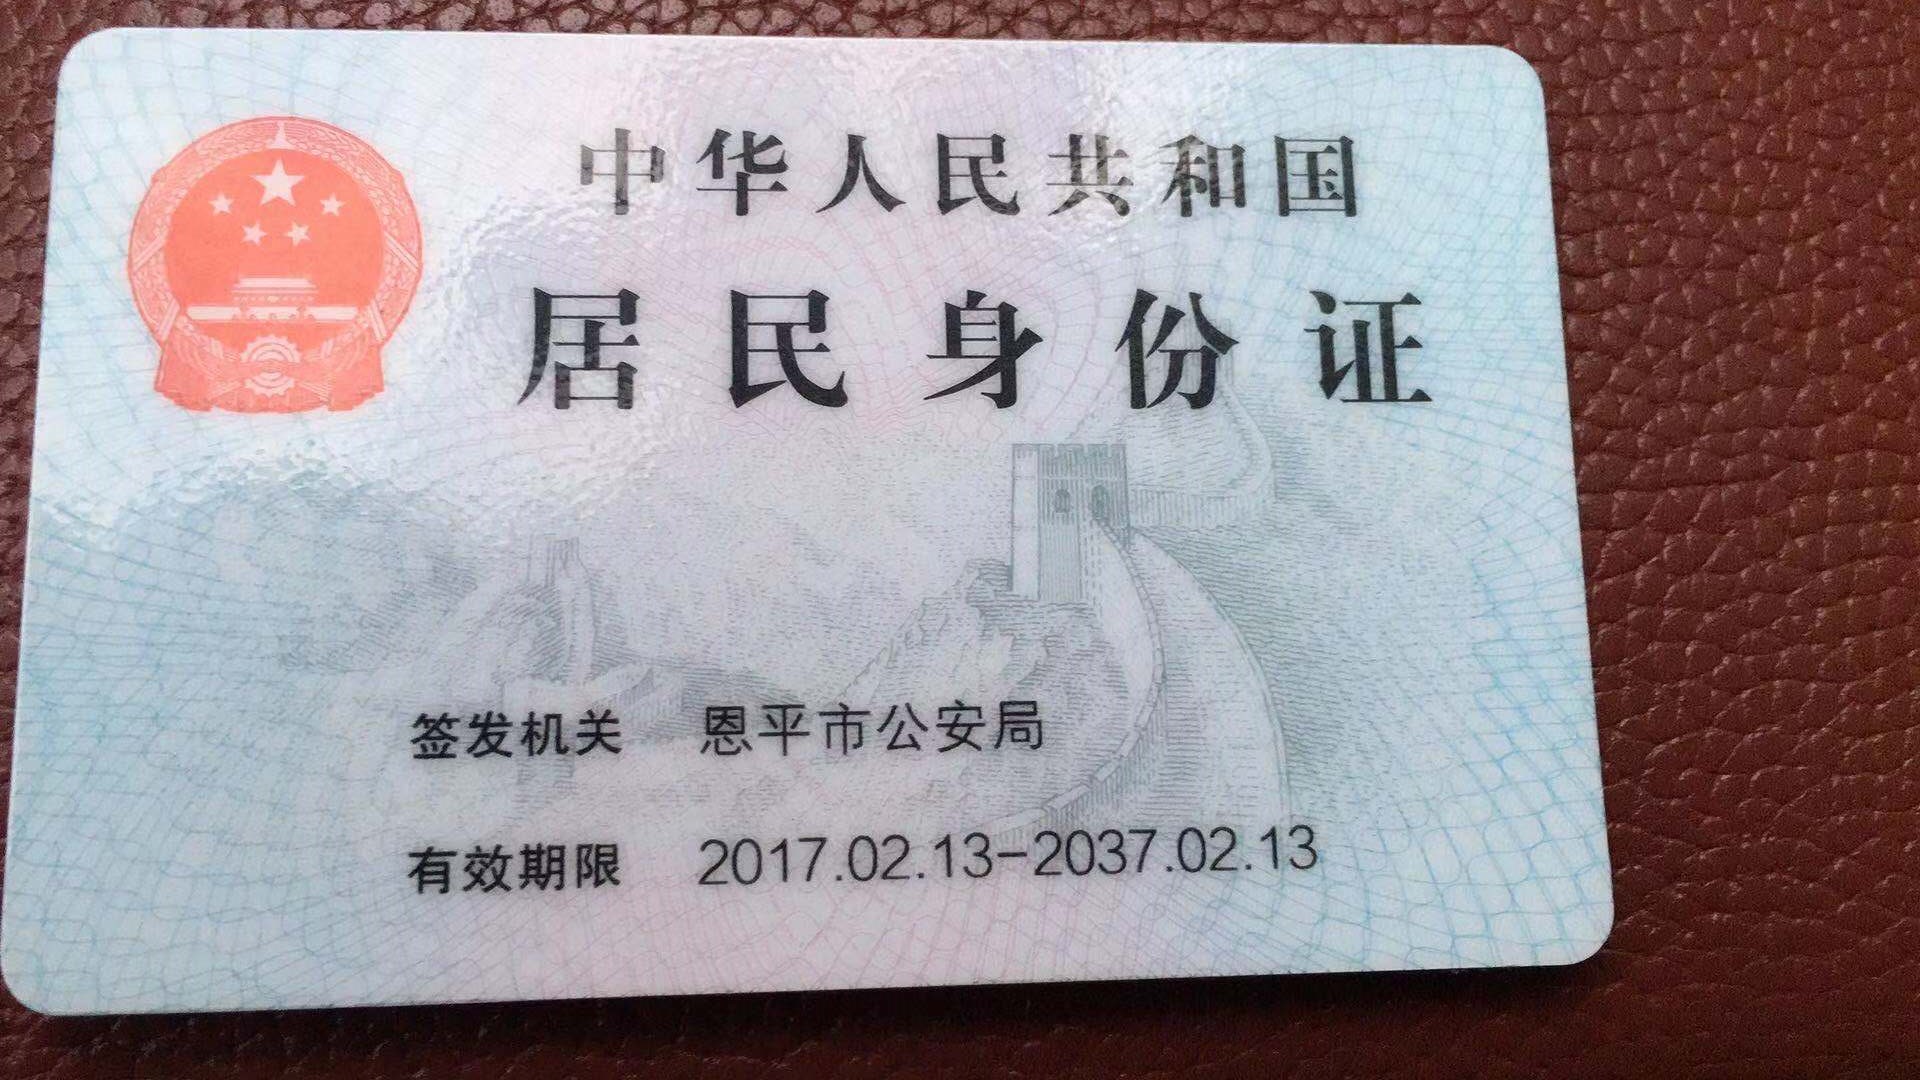 中华人民共和国
居民身份证
签发机关 恩平市公安局
有效期限 2017.02.13-2037.02.13